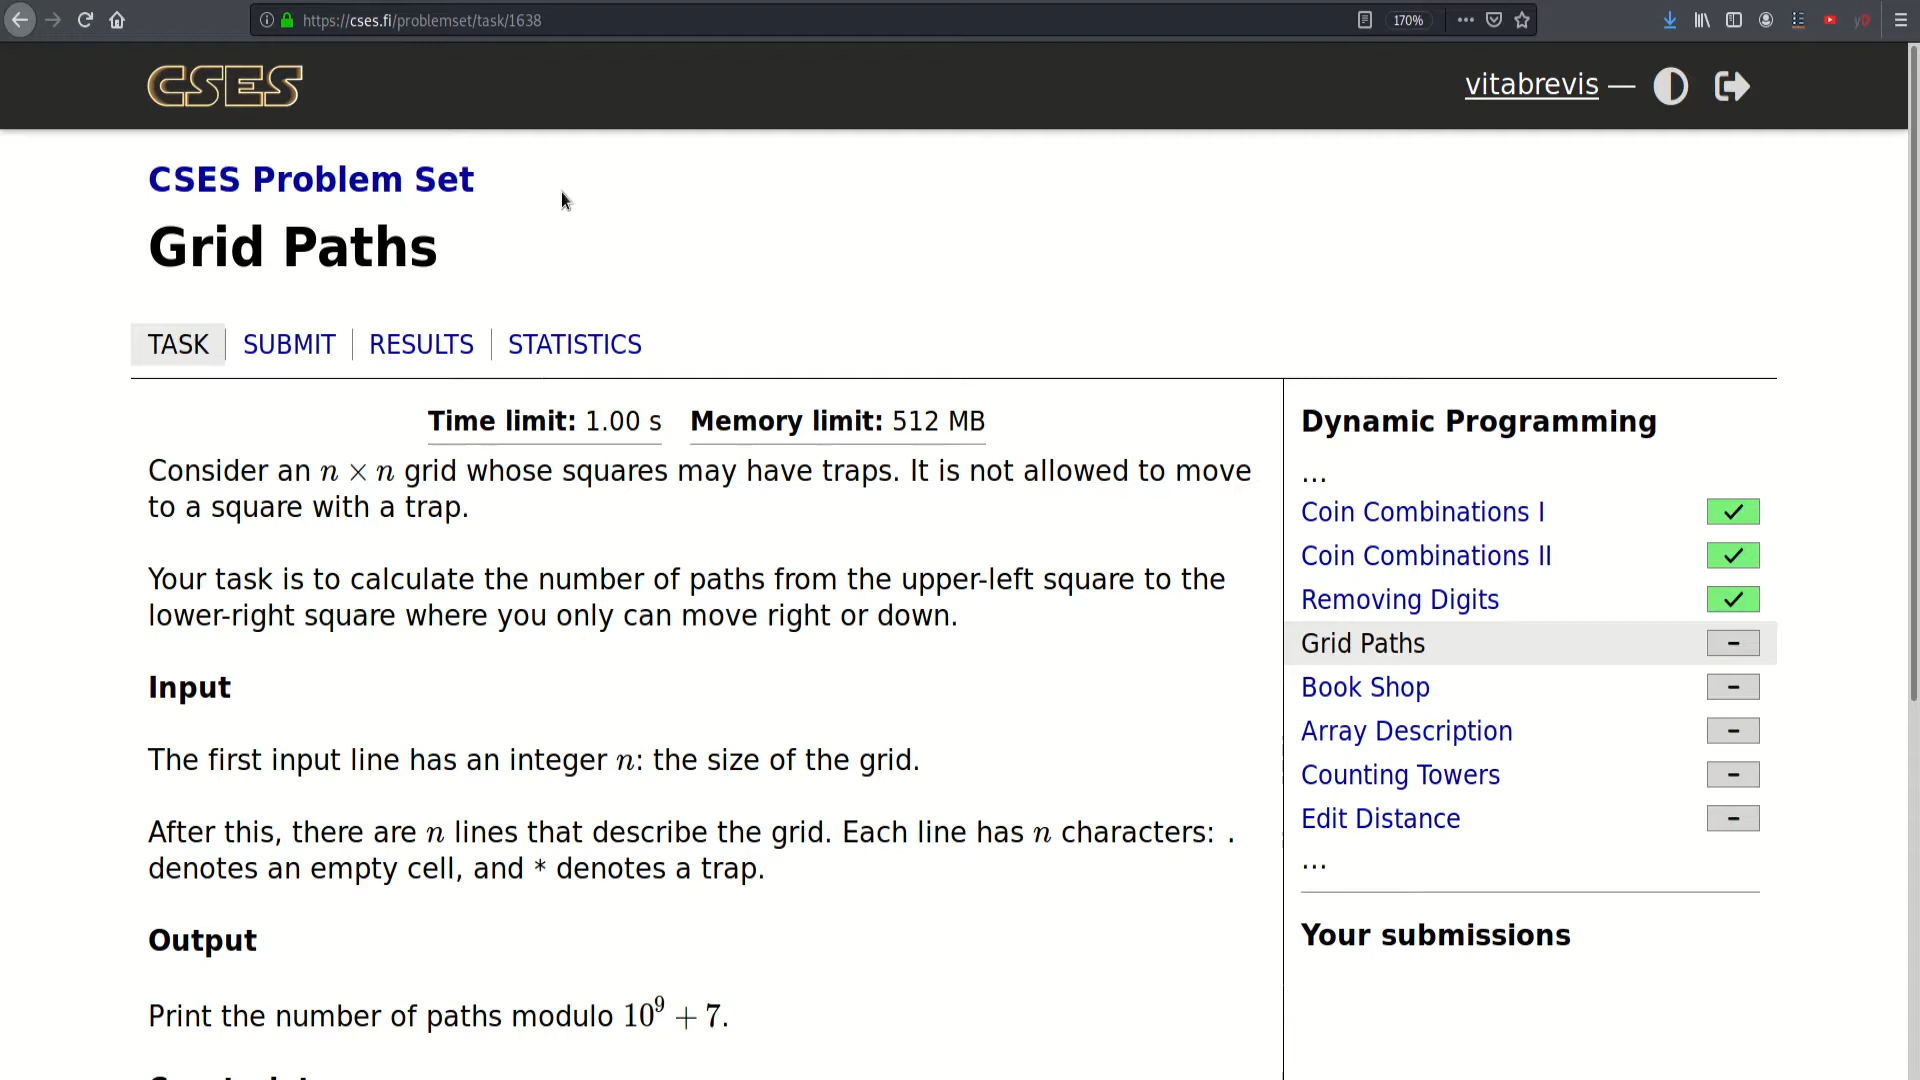 https://cses.fi/problemset/task/1638
170%
CSES
vitabrevis —
CSES Problem Set
Grid Paths
TASK
SUBMIT
RESULTS
STATISTICS
Time limit: 1.00 s
Memory limit: 512 MB
Consider an n × n grid whose squares may have traps. It is not allowed to move
to a square with a trap.
Your task is to calculate the number of paths from the upper-left square to the
lower-right square where you only can move right or down.
Input
The first input line has an integer n: the size of the grid.
After this, there are n lines that describe the grid. Each line has n characters: .
denotes an empty cell, and * denotes a trap.
Output
Print the number of paths modulo 10⁹ + 7.
Dynamic Programming
...
Coin Combinations I
Coin Combinations II
Removing Digits
Grid Paths
–
Book Shop
–
Array Description
–
Counting Towers
–
Edit Distance
–
...
Your submissions